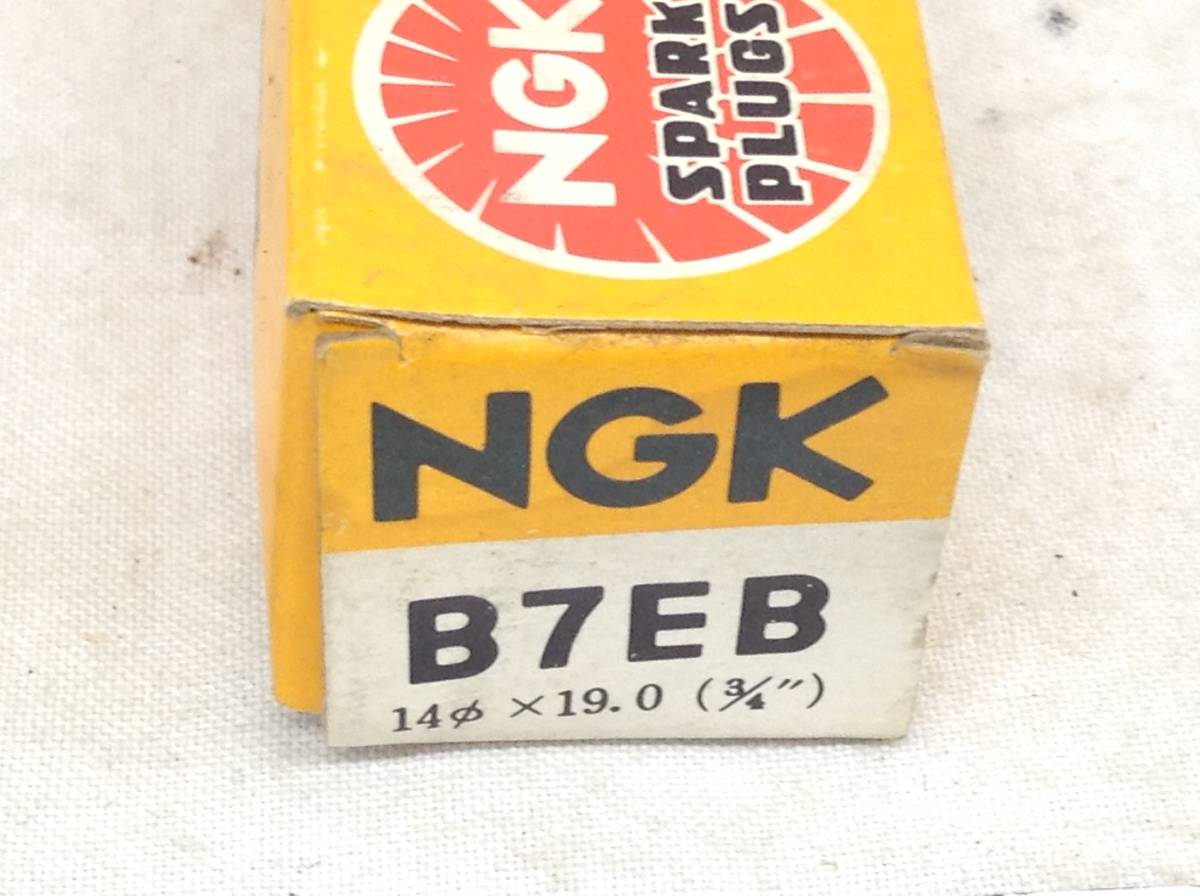 NGK
SPARK
PLUGS
NGK
B7EB
14φ ×19.0 (¾″)